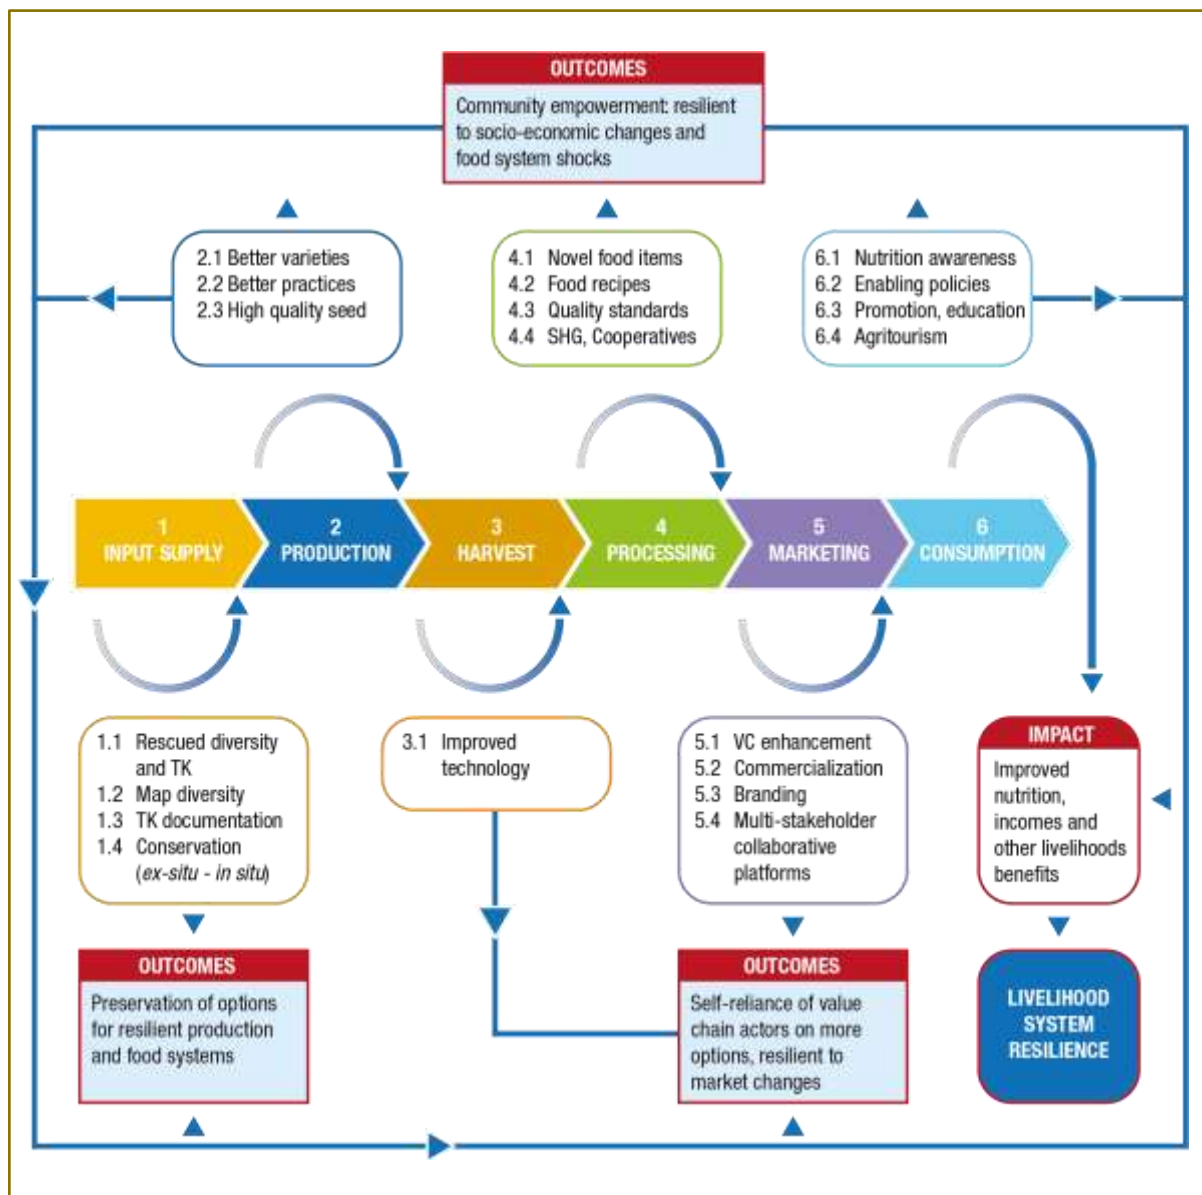 OUTCOMES
Community empowerment: resilient
to socio-economic changes and
food system shocks
2.1 Better varieties
2.2 Better practices
2.3 High quality seed
4.1 Novel food items
4.2 Food recipes
4.3 Quality standards
4.4 SHG, Cooperatives
6.1 Nutrition awareness
6.2 Enabling policies
6.3 Promotion, education
6.4 Agritourism
1
INPUT SUPPLY
2
PRODUCTION
3
HARVEST
4
PROCESSING
5
MARKETING
6
CONSUMPTION
1.1 Rescued diversity
and TK
1.2 Map diversity
1.3 TK documentation
1.4 Conservation
(ex-situ - in situ)
3.1 Improved
technology
5.1 VC enhancement
5.2 Commercialization
5.3 Branding
5.4 Multi-stakeholder
collaborative
platforms
IMPACT
Improved
nutrition,
incomes and
other livelihoods
benefits
OUTCOMES
Preservation of options
for resilient production
and food systems
OUTCOMES
Self-reliance of value
chain actors on more
options, resilient to
market changes
LIVELIHOOD
SYSTEM
RESILIENCE